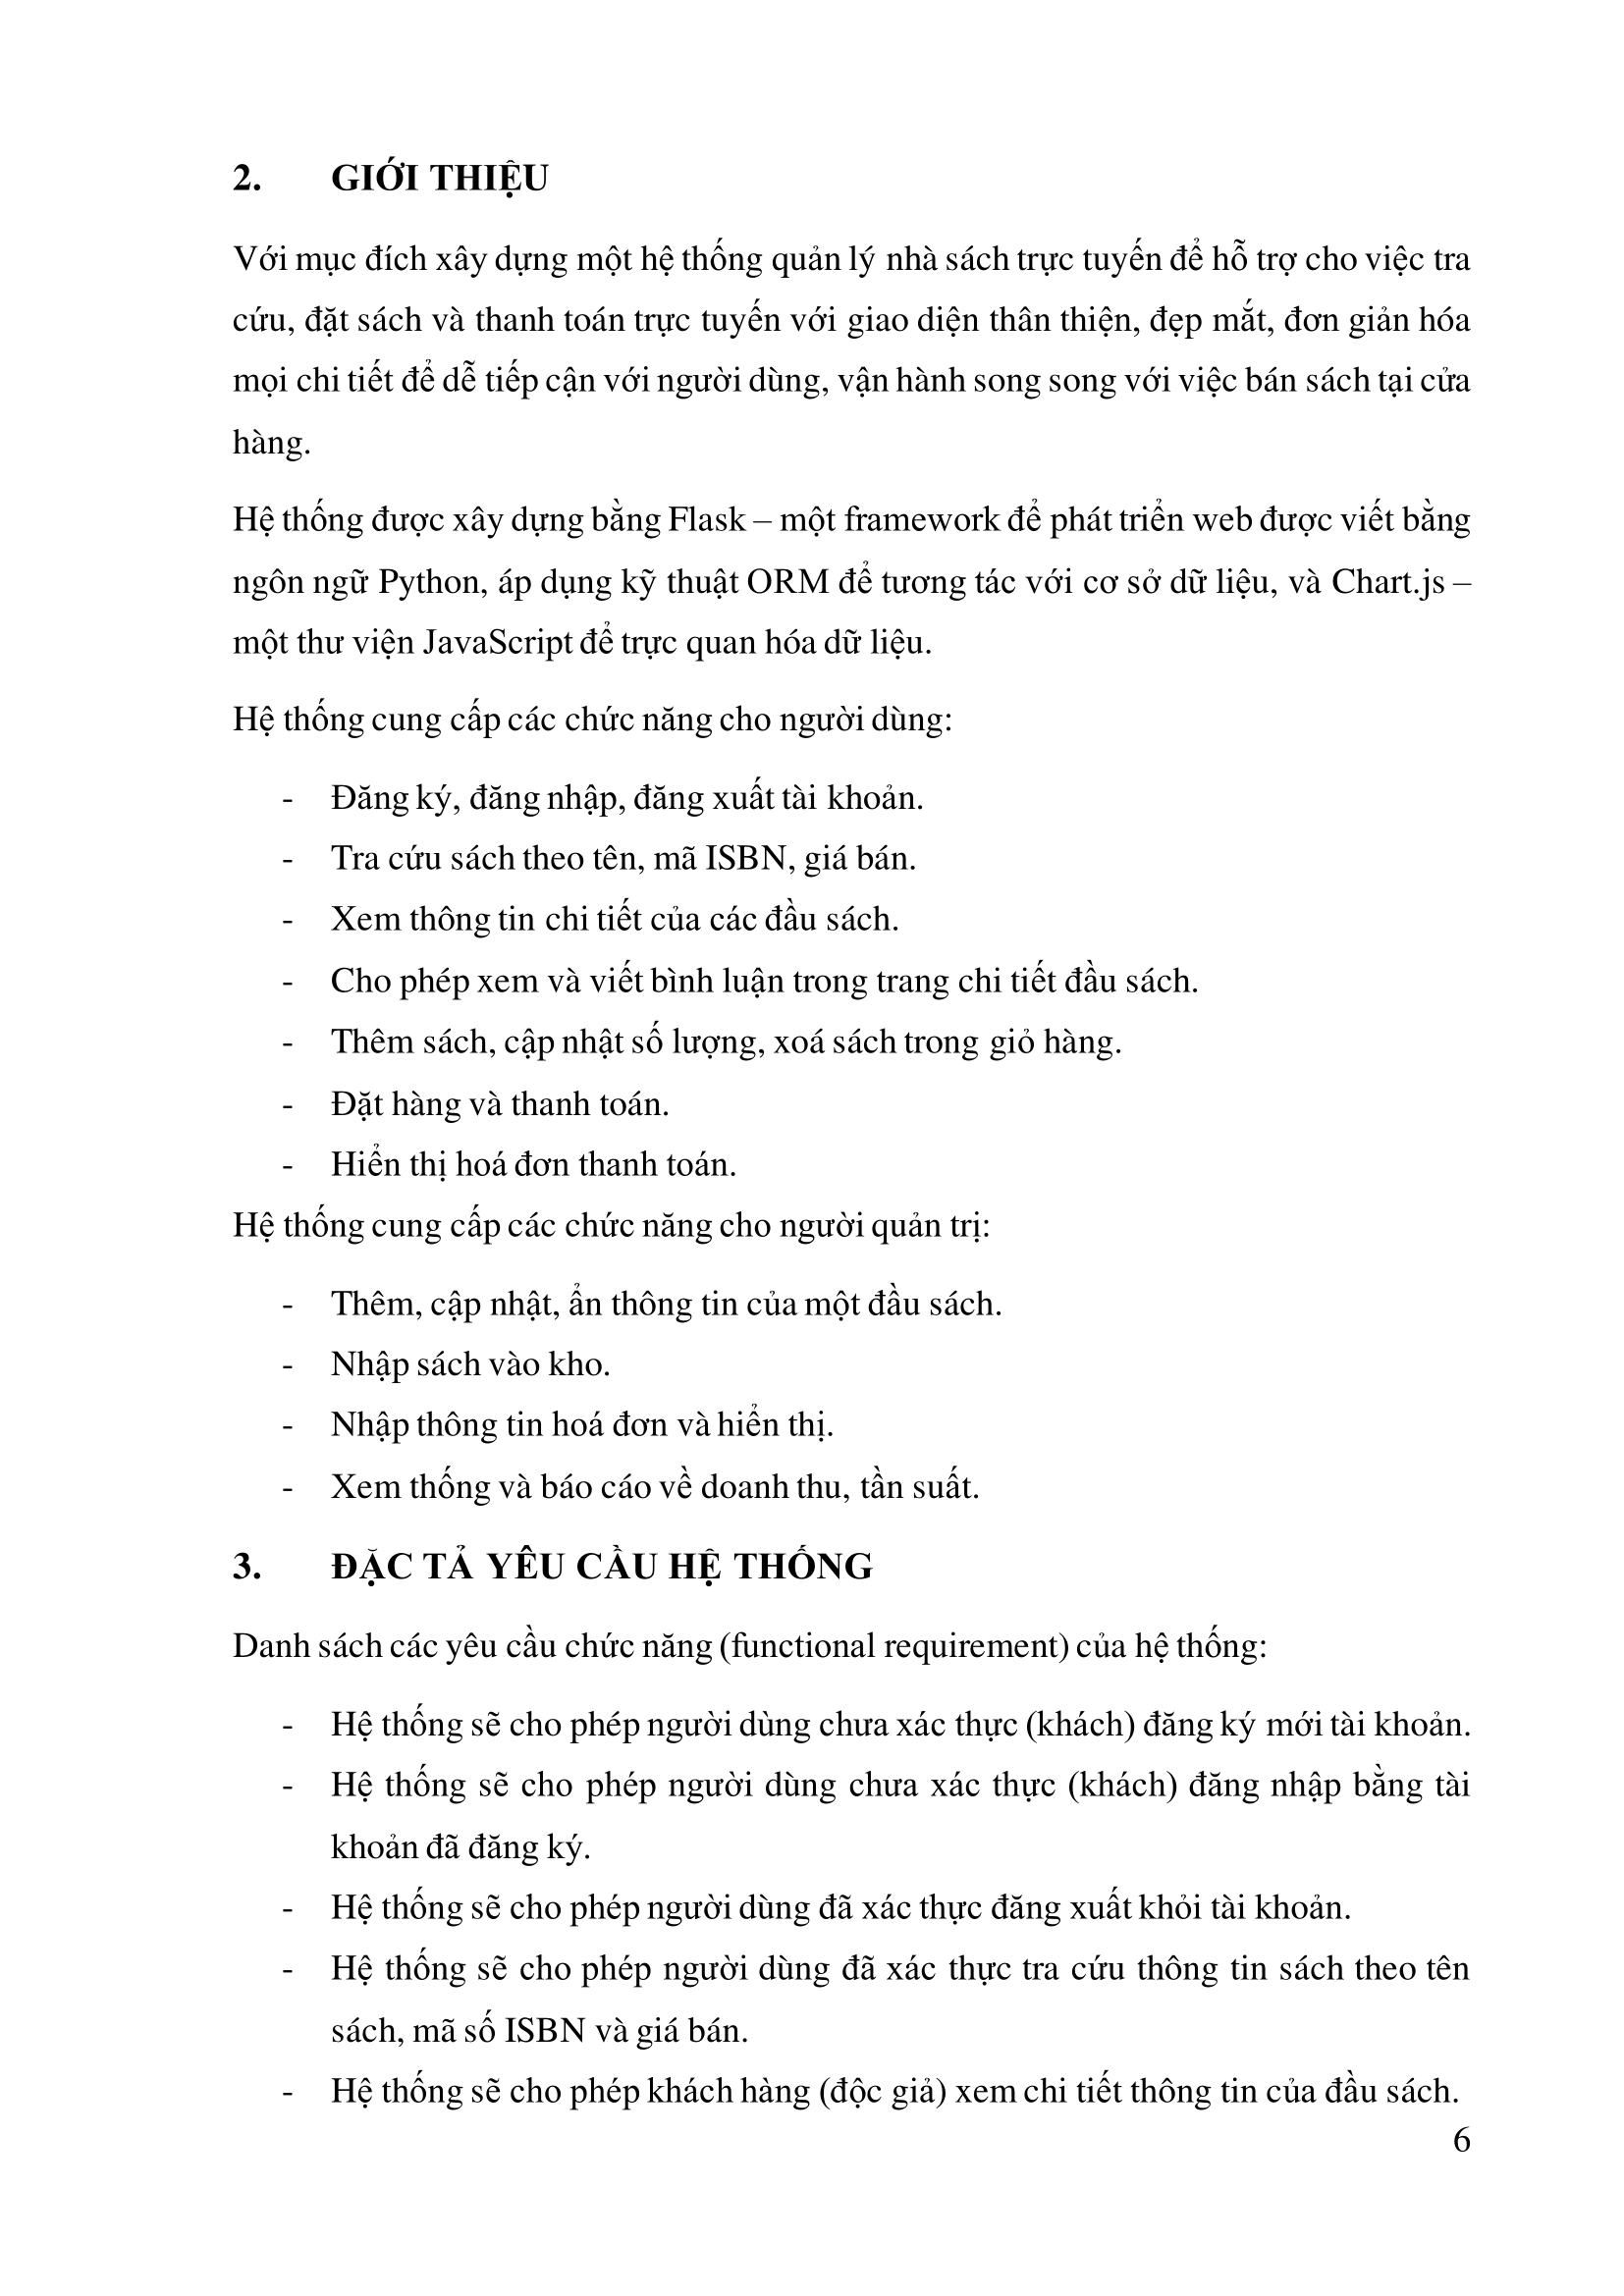 2. GIỚI THIỆU
Với mục đích xây dựng một hệ thống quản lý nhà sách trực tuyến để hỗ trợ cho việc tra
cứu, đặt sách và thanh toán trực tuyến với giao diện thân thiện, đẹp mắt, đơn giản hóa
mọi chi tiết để dễ tiếp cận với người dùng, vận hành song song với việc bán sách tại cửa
hàng.
Hệ thống được xây dựng bằng Flask – một framework để phát triển web được viết bằng
ngôn ngữ Python, áp dụng kỹ thuật ORM để tương tác với cơ sở dữ liệu, và Chart.js –
một thư viện JavaScript để trực quan hóa dữ liệu.
Hệ thống cung cấp các chức năng cho người dùng:
- Đăng ký, đăng nhập, đăng xuất tài khoản.
- Tra cứu sách theo tên, mã ISBN, giá bán.
- Xem thông tin chi tiết của các đầu sách.
- Cho phép xem và viết bình luận trong trang chi tiết đầu sách.
- Thêm sách, cập nhật số lượng, xoá sách trong giỏ hàng.
- Đặt hàng và thanh toán.
- Hiển thị hoá đơn thanh toán.
Hệ thống cung cấp các chức năng cho người quản trị:
- Thêm, cập nhật, ẩn thông tin của một đầu sách.
- Nhập sách vào kho.
- Nhập thông tin hoá đơn và hiển thị.
- Xem thống và báo cáo về doanh thu, tần suất.
3. ĐẶC TẢ YÊU CẦU HỆ THỐNG
Danh sách các yêu cầu chức năng (functional requirement) của hệ thống:
- Hệ thống sẽ cho phép người dùng chưa xác thực (khách) đăng ký mới tài khoản.
- Hệ thống sẽ cho phép người dùng chưa xác thực (khách) đăng nhập bằng tài
khoản đã đăng ký.
- Hệ thống sẽ cho phép người dùng đã xác thực đăng xuất khỏi tài khoản.
- Hệ thống sẽ cho phép người dùng đã xác thực tra cứu thông tin sách theo tên
sách, mã số ISBN và giá bán.
- Hệ thống sẽ cho phép khách hàng (độc giả) xem chi tiết thông tin của đầu sách.
6